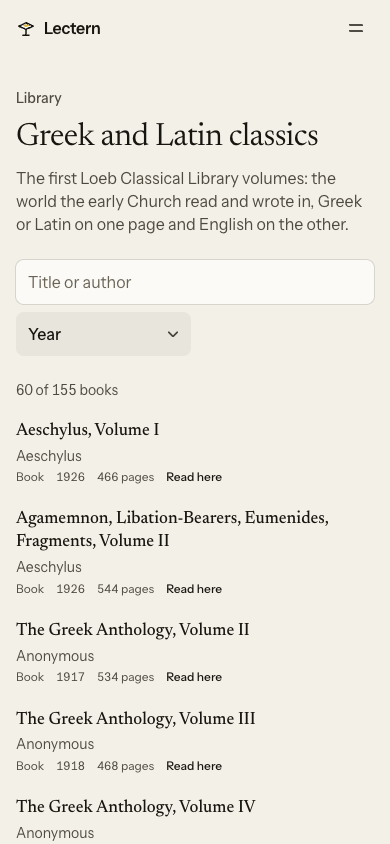 Lectern
Library
Greek and Latin classics
The first Loeb Classical Library volumes: the
world the early Church read and wrote in, Greek
or Latin on one page and English on the other.
Title or author
Year
60 of 155 books
Aeschylus, Volume I
Aeschylus
Book 1926 466 pages Read here
Agamemnon, Libation-Bearers, Eumenides,
Fragments, Volume II
Aeschylus
Book 1926 544 pages Read here
The Greek Anthology, Volume II
Anonymous
Book 1917 534 pages Read here
The Greek Anthology, Volume III
Anonymous
Book 1918 468 pages Read here
The Greek Anthology, Volume IV
Anonymous